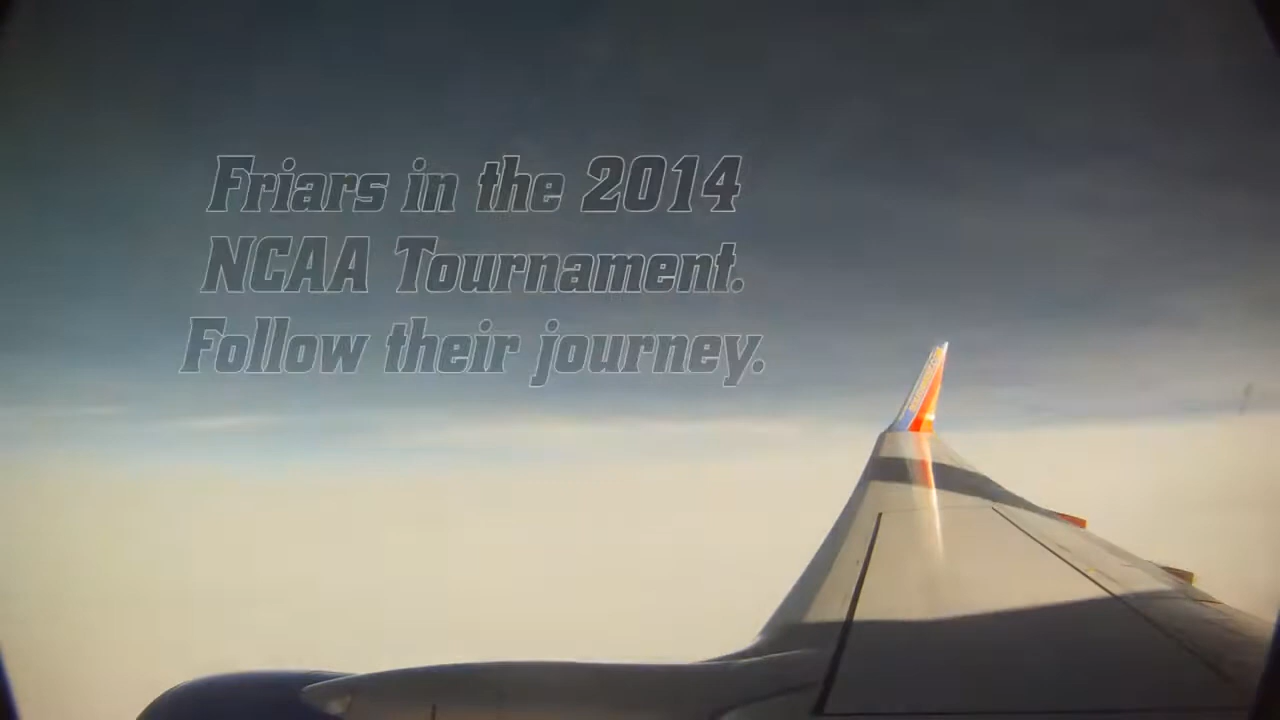 Friars in the 2014
NCAA Tournament.
Follow their journey.